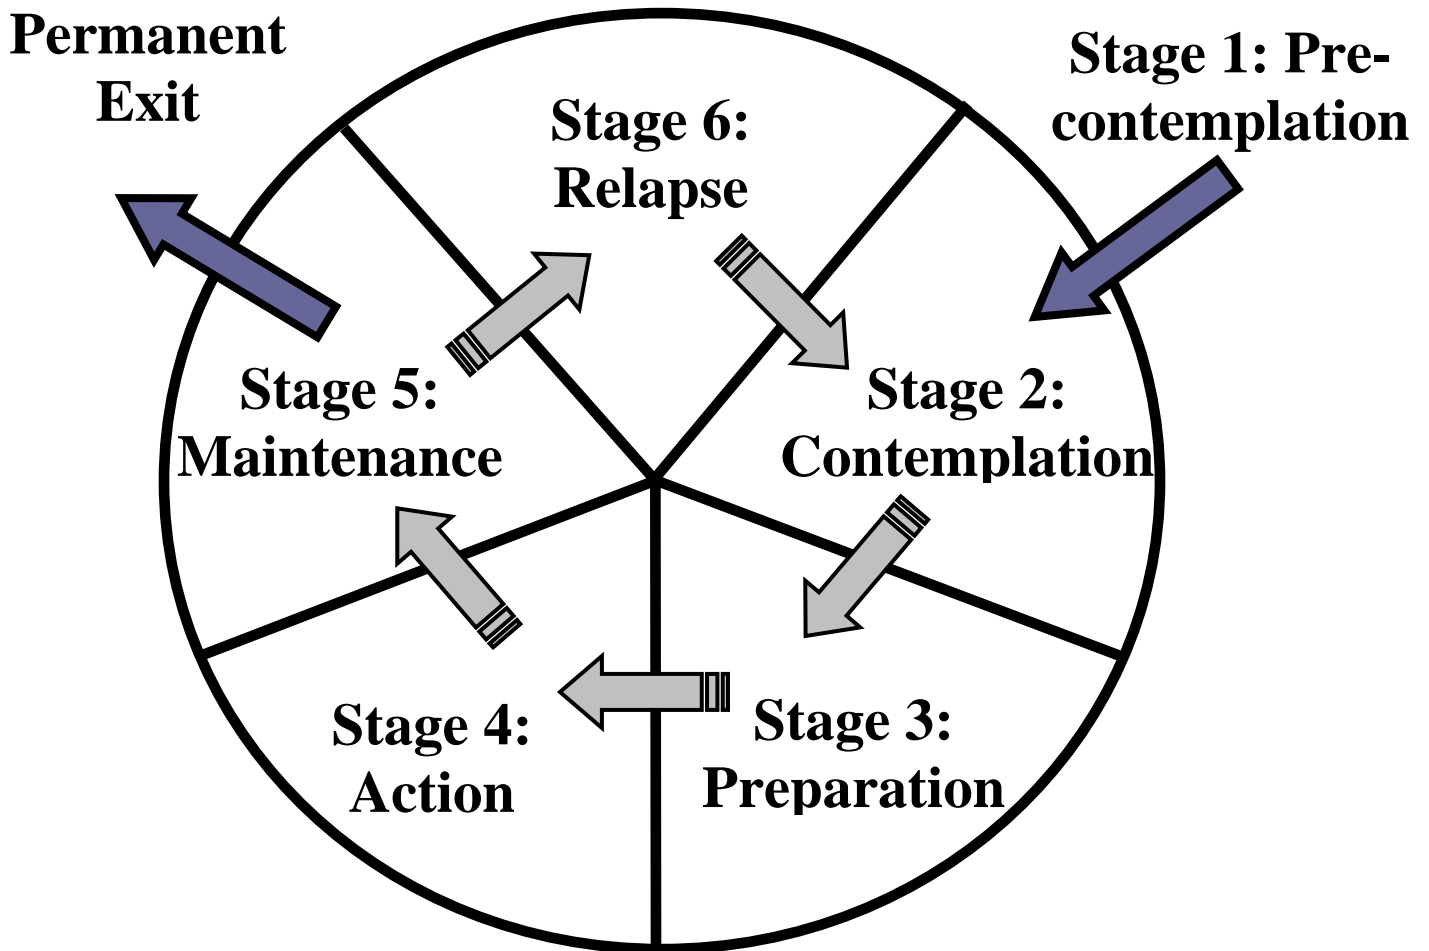 Permanent
Exit
Stage 1: Pre-
contemplation
Stage 6:
Relapse
Stage 5:
Maintenance
Stage 2:
Contemplation
Stage 4:
Action
Stage 3:
Preparation